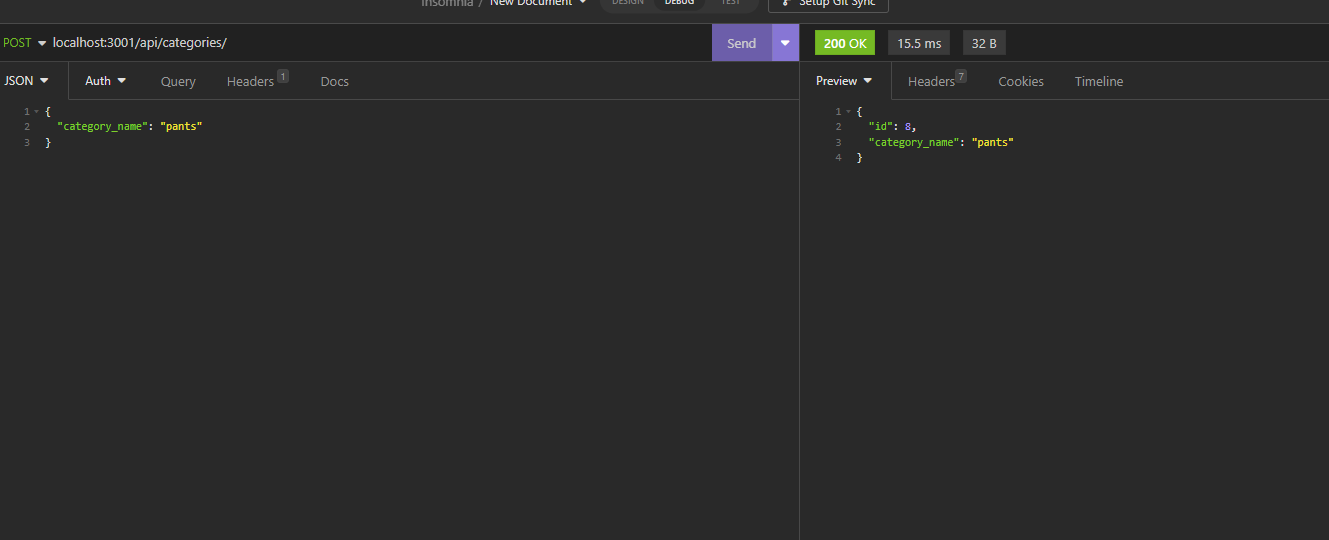 Insomnia / New Document DESIGN DEBUG TEST Setup Git Sync
POST localhost:3001/api/categories/ Send 200 OK 15.5 ms 32 B
JSON Auth Query Headers 1 Docs Preview Headers 7 Cookies Timeline
1 {
2 "category_name": "pants"
3 }
1 {
2 "id": 8,
3 "category_name": "pants"
4 }